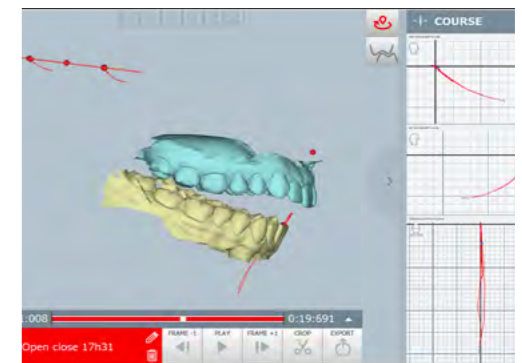 COURSE
:008
0:19:691
Open close 17h31
FRAME -1
PLAY
FRAME +1
CROP
EXPORT